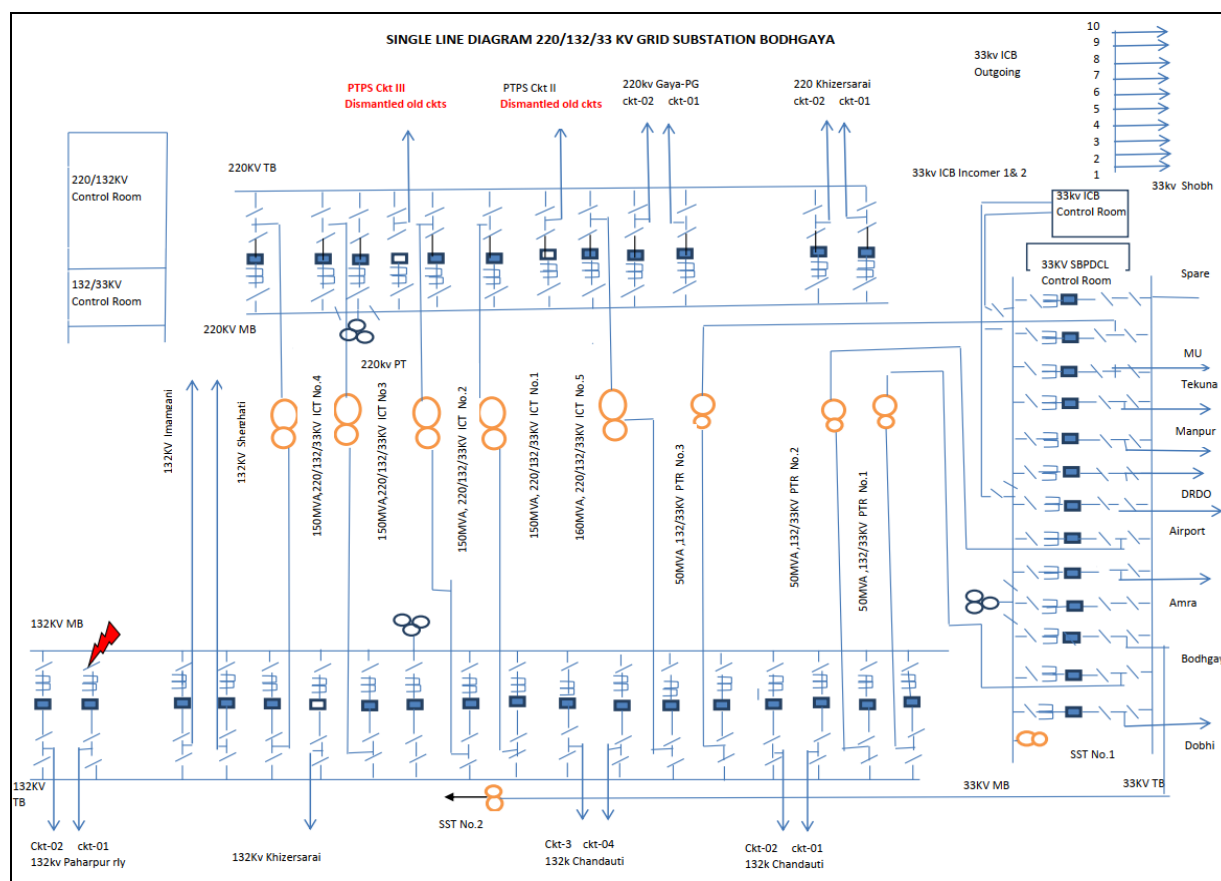 SINGLE LINE DIAGRAM 220/132/33 KV GRID SUBSTATION BODHGAYA
33kv ICB
Outgoing
10
9
8
7
6
5
4
3
2
1
PTPS Ckt III
Dismantled old ckts
PTPS Ckt II
Dismantled old ckts
220kv Gaya-PG
ckt-02 ckt-01
220 Khizersarai
ckt-02 ckt-01
220KV TB
220/132KV
Control Room
132/33KV
Control Room
33kv ICB Incomer 1& 2
33kv Shobh
33kv ICB
Control Room
33KV SBPDCL
Control Room
Spare
MU
Tekuna
Manpur
DRDO
Airport
Amra
Bodhgay
Dobhi
220KV MB
220kv PT
132KV Imamganj
132KV Sherghati
150MVA,220/132/33KV ICT No.4
150MVA,220/132/33KV ICT No3
150MVA, 220/132/33KV ICT No.2
150MVA, 220/132/33KV ICT No.1
160MVA, 220/132/33KV ICT No.5
50MVA ,132/33KV PTR No.3
50MVA ,132/33KV PTR No.2
50MVA ,132/33KV PTR No.1
132KV MB
132KV
TB
SST No.1
33KV MB
33KV TB
SST No.2
Ckt-02 ckt-01
132kv Paharpur rly
132Kv Khizersarai
Ckt-3 ckt-04
132k Chandauti
Ckt-02 ckt-01
132k Chandauti